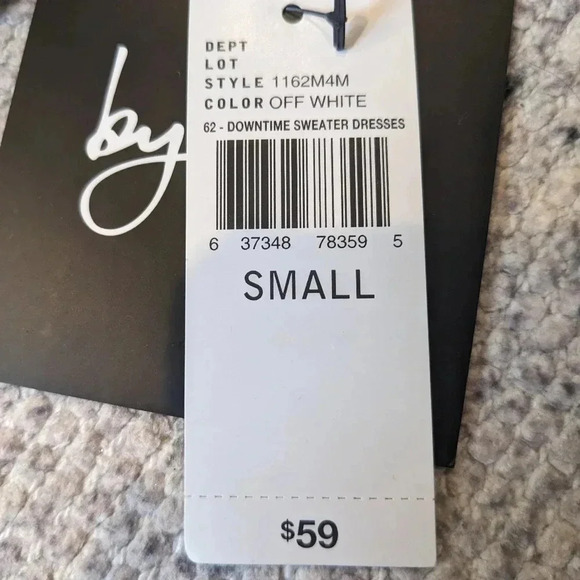 by
DEPT
LOT
STYLE 1162M4M
COLOR OFF WHITE
62 - DOWNTIME SWEATER DRESSES
6 37348 78359 5
SMALL
$59